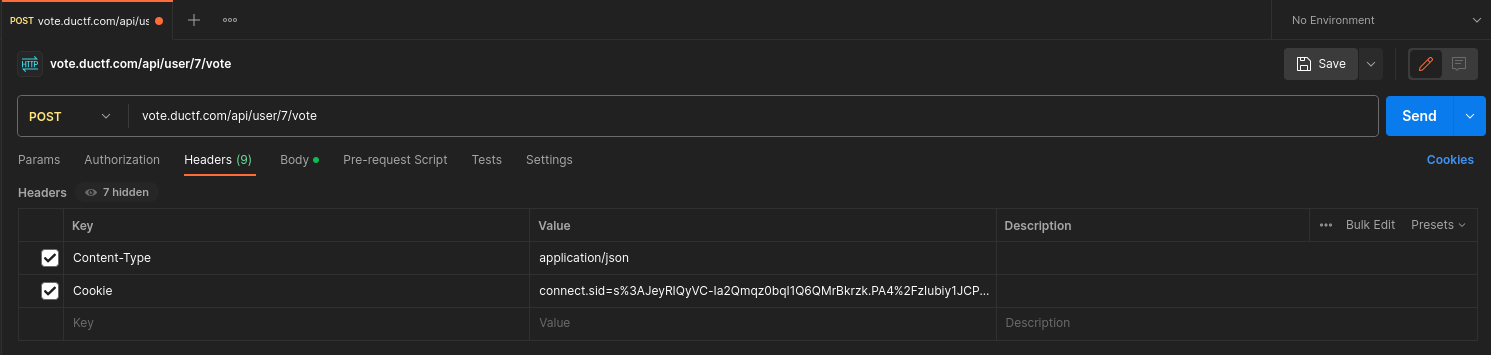 POST vote.ductf.com/api/us
No Environment
HTTP vote.ductf.com/api/user/7/vote
Save
POST vote.ductf.com/api/user/7/vote
Send
Params Authorization Headers (9) Body Pre-request Script Tests Settings Cookies
Headers 7 hidden
Key Value Description ••• Bulk Edit Presets
Content-Type application/json
Cookie connect.sid=s%3AJeyRlQyVC-Ia2Qmqz0bqI1Q6QMrBkrzk.PA4%2FzIubiy1JCP...
Key Value Description